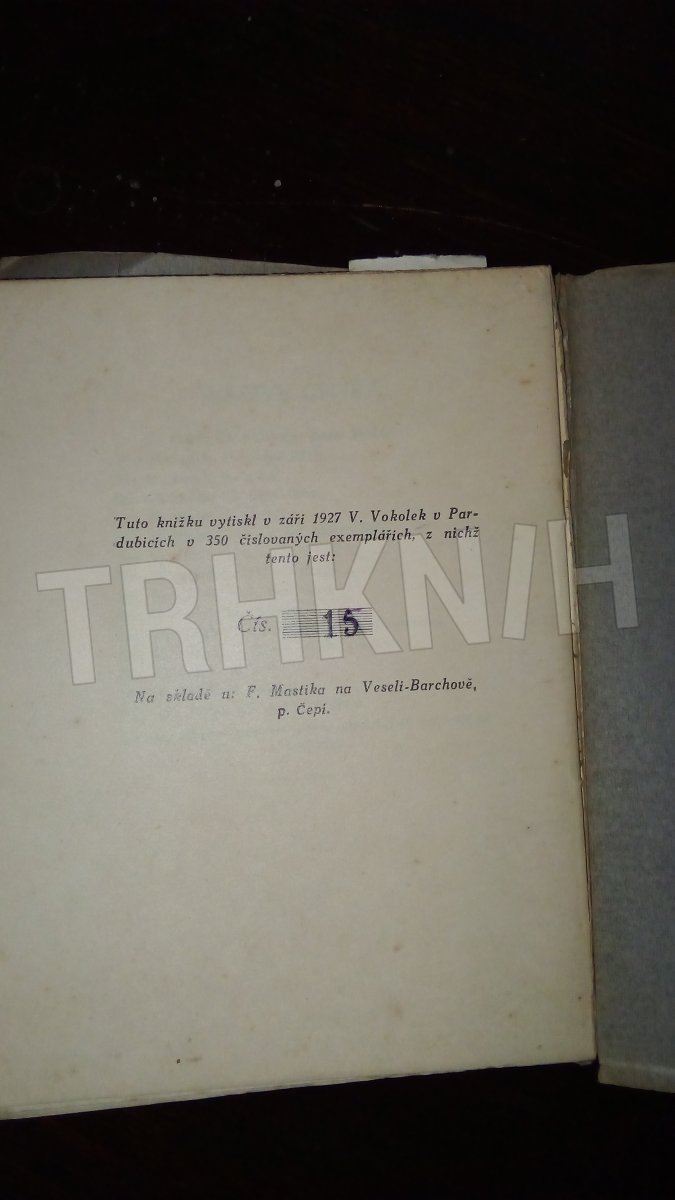 Tuto knižku vytiskl v září 1927 V. Vokolek v Par-
dubicích v 350 číslovaných exemplářích, z nichž
tento jest:
TRHKNIH
Čís. 15
Na skladě u: F. Mastika na Veselí-Barchově,
p. Čepí.